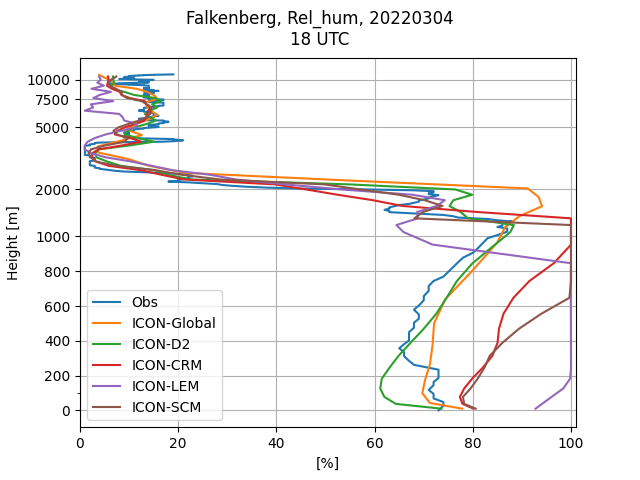 Falkenberg, Rel_hum, 20220304
18 UTC
10000
7500
5000
2000
1000
800
600
400
200
0
Height [m]
Obs
ICON-Global
ICON-D2
ICON-CRM
ICON-LEM
ICON-SCM
0 20 40 60 80 100
[%]